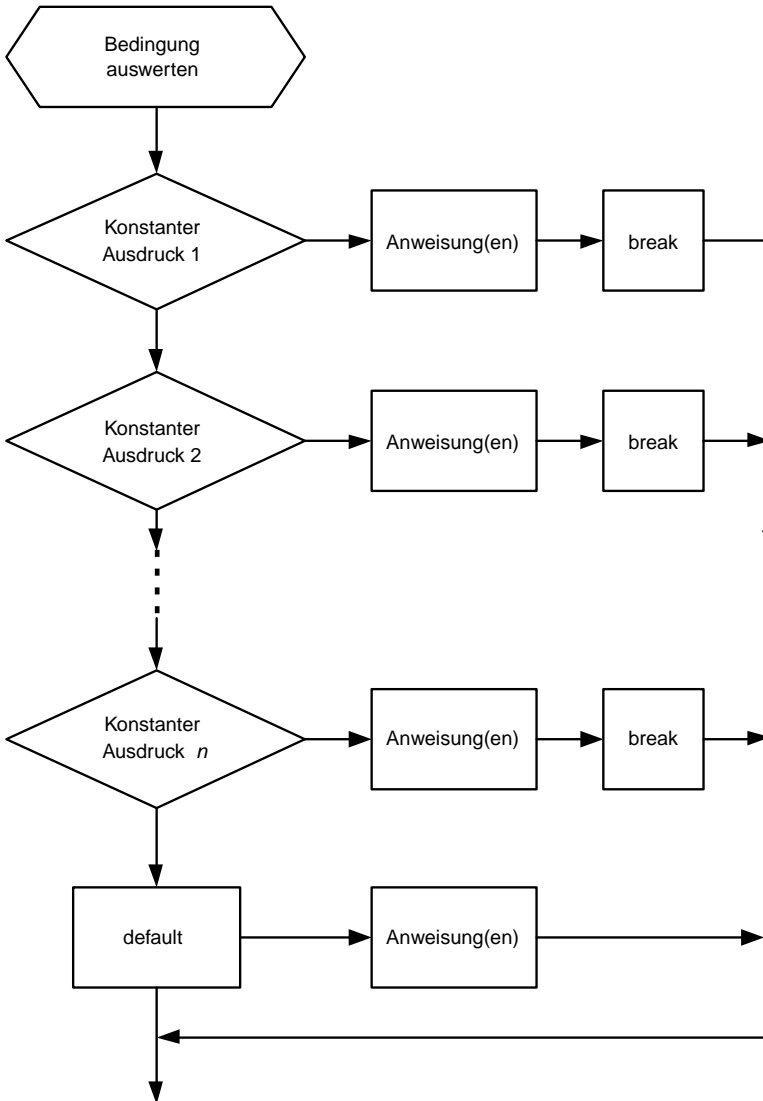 Bedingung
auswerten
Konstanter
Ausdruck 1
Anweisung(en)
break
Konstanter
Ausdruck 2
Anweisung(en)
break
Konstanter
Ausdruck n
Anweisung(en)
break
default
Anweisung(en)